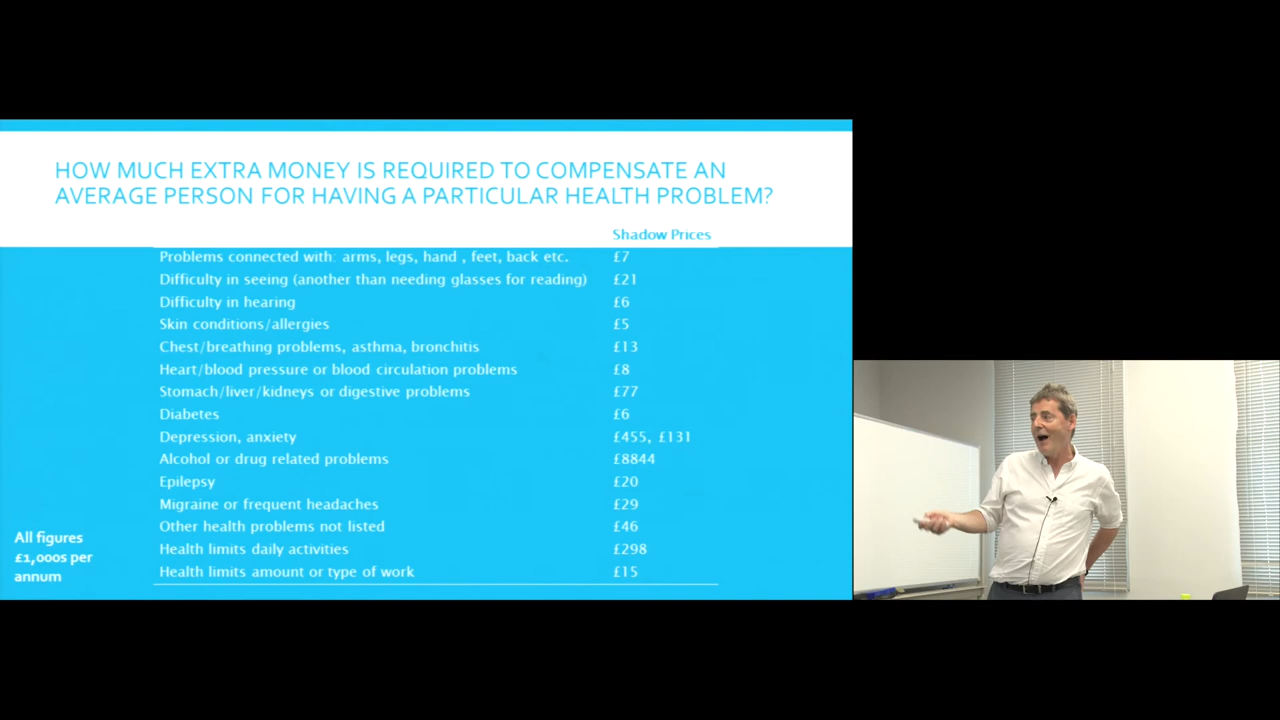 HOW MUCH EXTRA MONEY IS REQUIRED TO COMPENSATE AN
AVERAGE PERSON FOR HAVING A PARTICULAR HEALTH PROBLEM?
Shadow Prices
Problems connected with: arms, legs, hand , feet, back etc. £7
Difficulty in seeing (another than needing glasses for reading) £21
Difficulty in hearing £6
Skin conditions/allergies £5
Chest/breathing problems, asthma, bronchitis £13
Heart/blood pressure or blood circulation problems £8
Stomach/liver/kidneys or digestive problems £77
Diabetes £6
Depression, anxiety £455, £131
Alcohol or drug related problems £8844
Epilepsy £20
Migraine or frequent headaches £29
Other health problems not listed £46
Health limits daily activities £298
Health limits amount or type of work £15
All figures
£1,000s per
annum